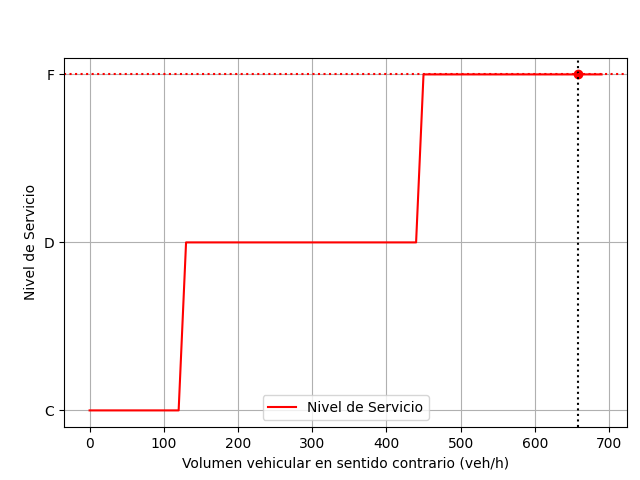 F
D
C
Nivel de Servicio
Nivel de Servicio
0 100 200 300 400 500 600 700
Volumen vehicular en sentido contrario (veh/h)